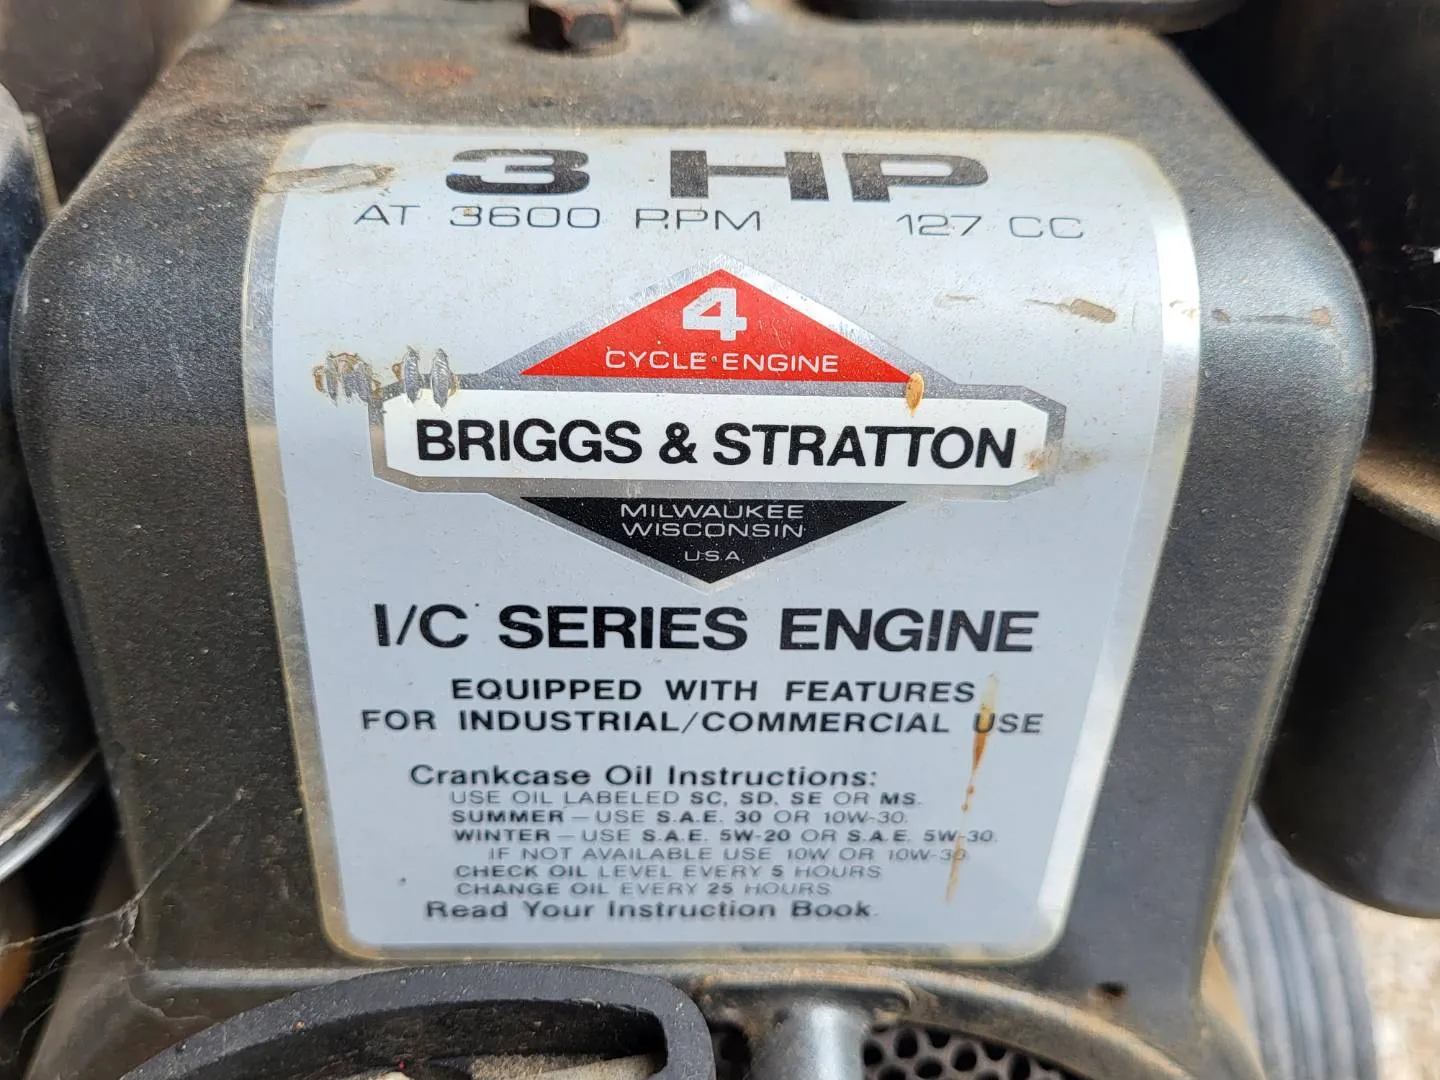 3 HP
AT 3600 R.P.M 127 CC
4
CYCLE ENGINE
BRIGGS & STRATTON
MILWAUKEE
WISCONSIN
U.S.A
I/C SERIES ENGINE
EQUIPPED WITH FEATURES
FOR INDUSTRIAL/COMMERCIAL USE
Crankcase Oil Instructions:
USE OIL LABELED SC, SD, SE OR MS.
SUMMER — USE S.A.E. 30 OR 10W-30.
WINTER — USE S.A.E. 5W-20 OR S.A.E. 5W-30.
IF NOT AVAILABLE USE 10W OR 10W-30
CHECK OIL LEVEL EVERY 5 HOURS
CHANGE OIL EVERY 25 HOURS
Read Your Instruction Book.